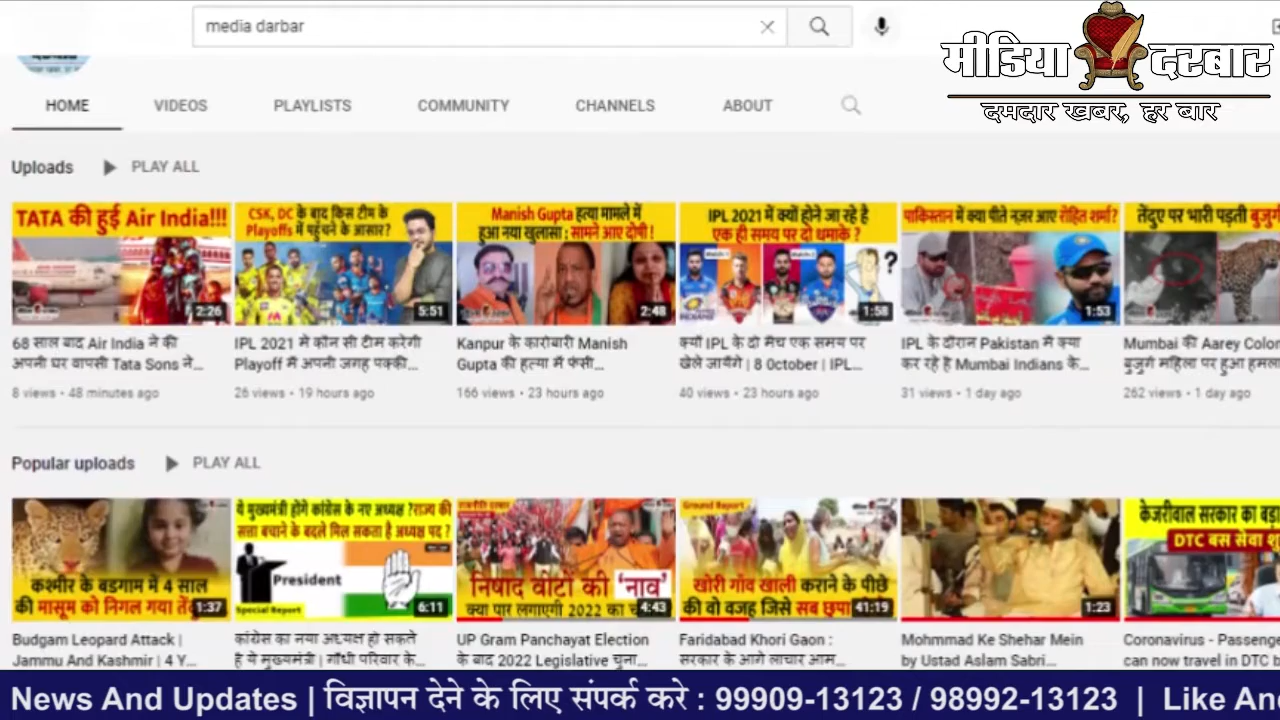 media darbar
मीडिया दरबार
दमदार खबर, हर बार
HOME VIDEOS PLAYLISTS COMMUNITY CHANNELS ABOUT
Uploads PLAY ALL
TATA की हुई Air India!!!
2:26
CSK, DC के बाद किस टीम के
Playoffs में पहुंचने के आसार?
5:51
Manish Gupta हत्या मामले में
हुआ नया खुलासा : सामने आए दोषी !
2:48
IPL 2021 में क्यों होने जा रहे है
एक ही समय पर दो धमाके ?
1:58
पाकिस्तान में क्या पीते नज़र आए रोहित शर्मा?
1:53
तेंदुए पर भारी पड़ती बुजुर्ग
68 साल बाद Air India ने की
अपनी घर वापसी Tata Sons ने...
8 views • 48 minutes ago
IPL 2021 में कौन सी टीम करेगी
Playoff में अपनी जगह पक्की...
26 views • 19 hours ago
Kanpur के कारोबारी Manish
Gupta की हत्या में फंसी...
166 views • 23 hours ago
क्यों IPL के दो मैच एक समय पर
खेले जायेंगे | 8 October | IPL...
40 views • 23 hours ago
IPL के दौरान Pakistan में क्या
कर रहे है Mumbai Indians के...
31 views • 1 day ago
Mumbai की Aarey Colon
बुजुर्ग महिला पर हुआ हमला
262 views • 1 day ago
Popular uploads PLAY ALL
कश्मीर के बडगाम में 4 साल
की मासूम को निगल गया
1:37
ये मुख्यमंत्री होंगे कांग्रेस के नए अध्यक्ष ?राज्य की
सत्ता बचाने के बदले मिल सकता है अध्यक्ष पद ?
President
Special Report
6:11
निषाद वोटों की 'नाव'
क्या पार लगाएगी 2022 का
4:43
Ground Report
खोरी गाँव खाली कराने के पीछे
की वो वजह जिसे सब छुपा
41:19
1:23
केजरीवाल सरकार का बड़ा
DTC बस सेवा शु
Budgam Leopard Attack |
Jammu And Kashmir | 4 Y...
कांग्रेस का नया अध्यक्ष हो सकते
है ये मुख्यमंत्री | गाँधी परिवार के...
UP Gram Panchayat Election
के बाद 2022 Legislative चुना...
Faridabad Khori Gaon :
सरकार के आगे लाचार आम...
Mohmmad Ke Shehar Mein
by Ustad Aslam Sabri...
Coronavirus - Passenge
can now travel in DTC b
News And Updates | विज्ञापन देने के लिए संपर्क करे : 99909-13123 / 98992-13123 | Like An